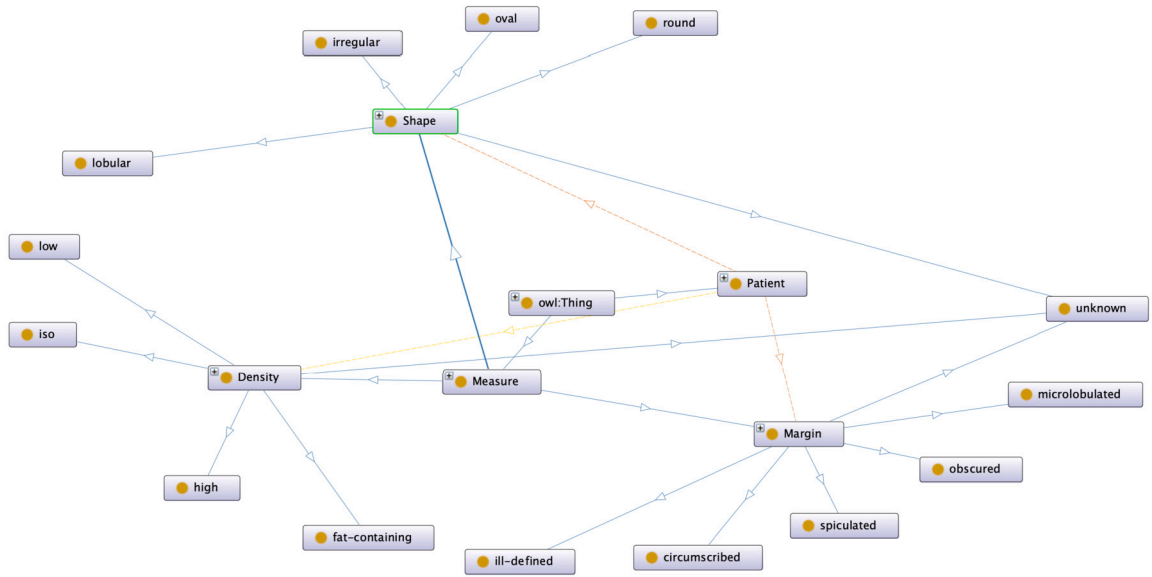 oval
round
irregular
Shape
lobular
low
Patient
owl:Thing
unknown
iso
Density
Measure
microlobulated
Margin
obscured
high
spiculated
fat-containing
ill-defined
circumscribed